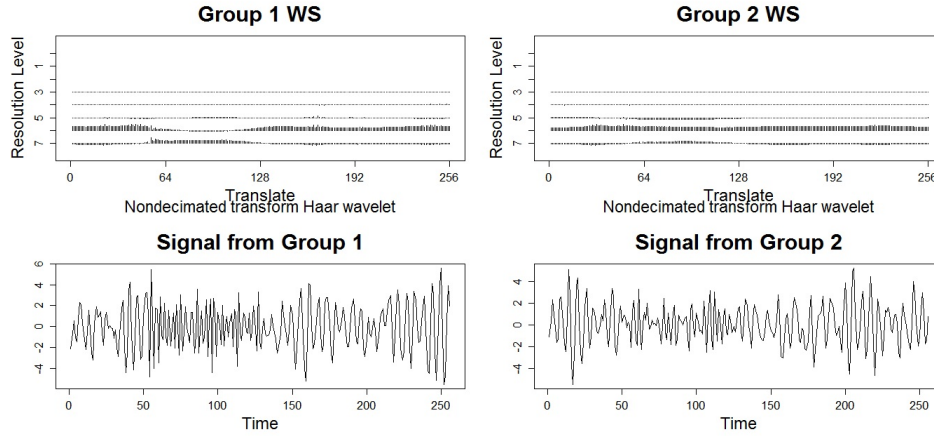 Group 1 WS
Resolution Level
1
3
5
7
0 64 128 192 256
Translate
Nondecimated transform Haar wavelet
Group 2 WS
Resolution Level
1
3
5
7
0 64 128 192 256
Translate
Nondecimated transform Haar wavelet
Signal from Group 1
6
4
2
0
-2
-4
0 50 100 150 200 250
Time
Signal from Group 2
4
2
0
-2
-4
0 50 100 150 200 250
Time